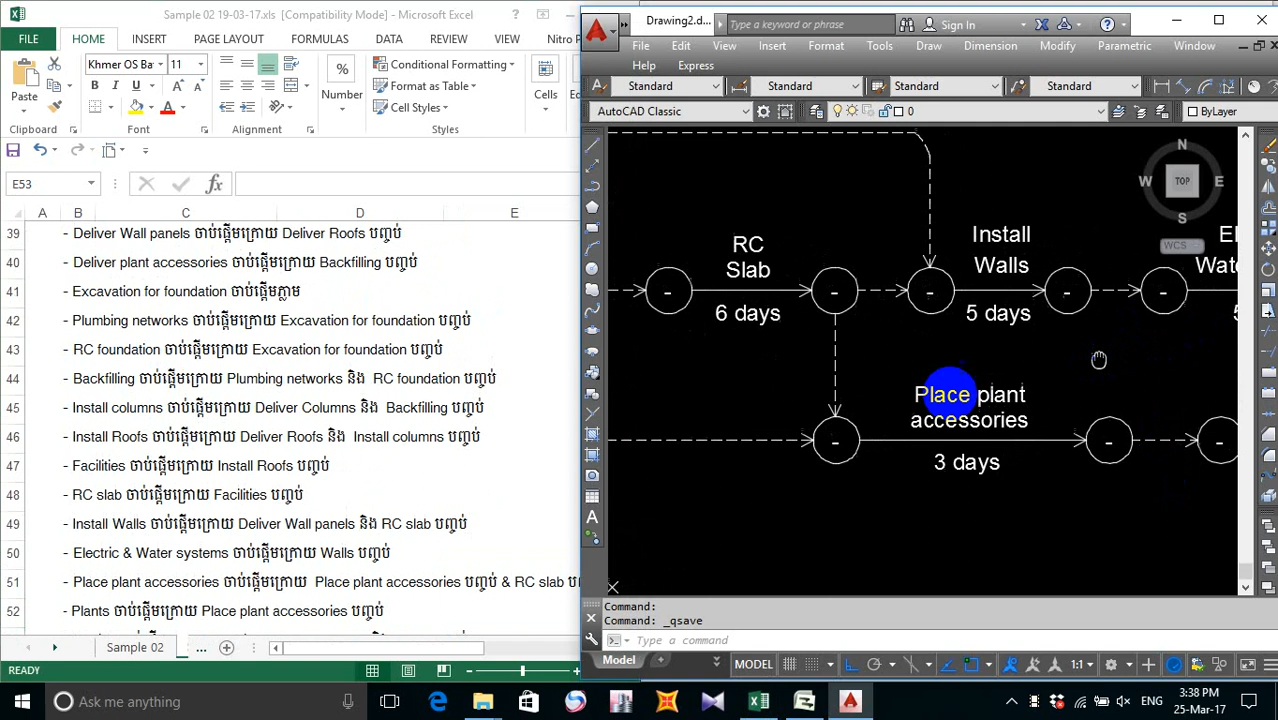 Sample 02 19-03-17.xls [Compatibility Mode] - Microsoft Excel
FILE
HOME
INSERT
PAGE LAYOUT
FORMULAS
DATA
REVIEW
VIEW
Nitro
Paste
Khmer OS Ba
11
B I U
Conditional Formatting
Format as Table
Cell Styles
Number
Cells
Clipboard
Font
Alignment
Styles
E53
A B C D E
39 - Deliver Wall panels ចាប់ផ្តើមក្រោយ Deliver Roofs បញ្ចប់
40 - Deliver plant accessories ចាប់ផ្តើមក្រោយ Backfilling បញ្ចប់
41 - Excavation for foundation ចាប់ផ្តើមភ្លាម
42 - Plumbing networks ចាប់ផ្តើមក្រោយ Excavation for foundation បញ្ចប់
43 - RC foundation ចាប់ផ្តើមក្រោយ Excavation for foundation បញ្ចប់
44 - Backfilling ចាប់ផ្តើមក្រោយ Plumbing networks និង RC foundation បញ្ចប់
45 - Install columns ចាប់ផ្តើមក្រោយ Deliver Columns និង Backfilling បញ្ចប់
46 - Install Roofs ចាប់ផ្តើមក្រោយ Deliver Roofs និង Install columns បញ្ចប់
47 - Facilities ចាប់ផ្តើមក្រោយ Install Roofs បញ្ចប់
48 - RC slab ចាប់ផ្តើមក្រោយ Facilities បញ្ចប់
49 - Install Walls ចាប់ផ្តើមក្រោយ Deliver Wall panels និង RC slab បញ្ចប់
50 - Electric & Water systems ចាប់ផ្តើមក្រោយ Walls បញ្ចប់
51 - Place plant accessories ចាប់ផ្តើមក្រោយ Place plant accessories បញ្ចប់ & RC slab
52 - Plants ចាប់ផ្តើមក្រោយ Place plant accessories បញ្ចប់
Sample 02
...
READY
Drawing2.d...
Type a keyword or phrase
Sign In
File Edit View Insert Format Tools Draw Dimension Modify Parametric Window
Help Express
Standard
Standard
Standard
Standard
AutoCAD Classic
0
ByLayer
N
W TOP E
S
WCS
RC
Slab
6 days
Install
Walls
5 days
Place plant
accessories
3 days
Command:
Command: _qsave
Type a command
Model
MODEL
1:1
Ask me anything
ENG
3:38 PM
25-Mar-17